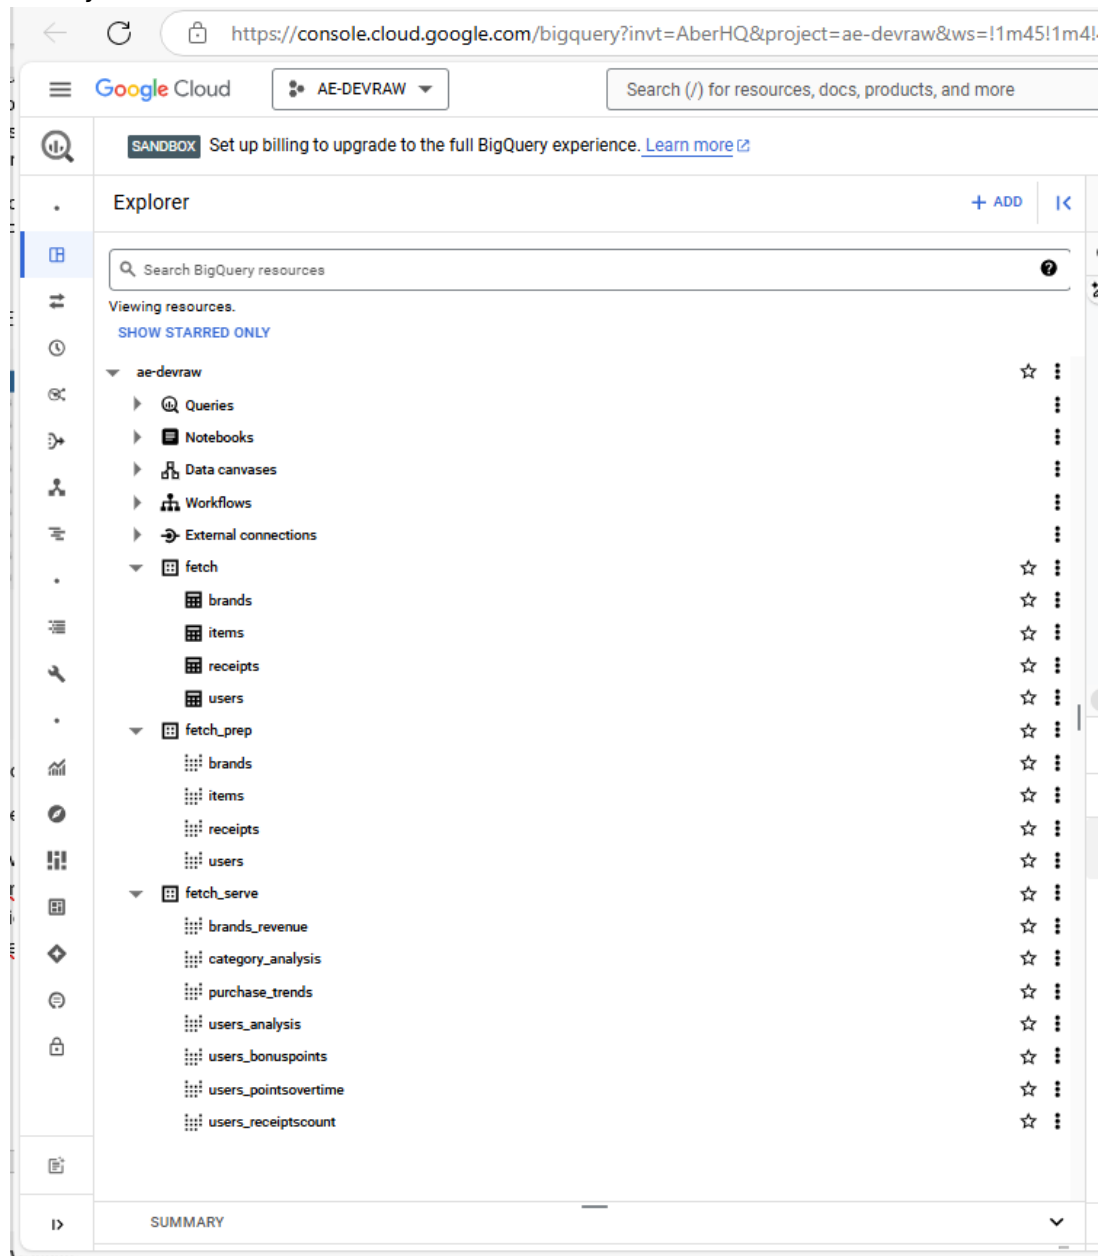 https://console.cloud.google.com/bigquery?invt=AberHQ&project=ae-devraw&ws=!1m45!1m4!
Google Cloud
AE-DEVRAW
Search (/) for resources, docs, products, and more
SANDBOX Set up billing to upgrade to the full BigQuery experience. Learn more
Explorer
+ ADD
Search BigQuery resources
Viewing resources.
SHOW STARRED ONLY
ae-devraw
Queries
Notebooks
Data canvases
Workflows
External connections
fetch
brands
items
receipts
users
fetch_prep
brands
items
receipts
users
fetch_serve
brands_revenue
category_analysis
purchase_trends
users_analysis
users_bonuspoints
users_pointsovertime
users_receiptscount
SUMMARY